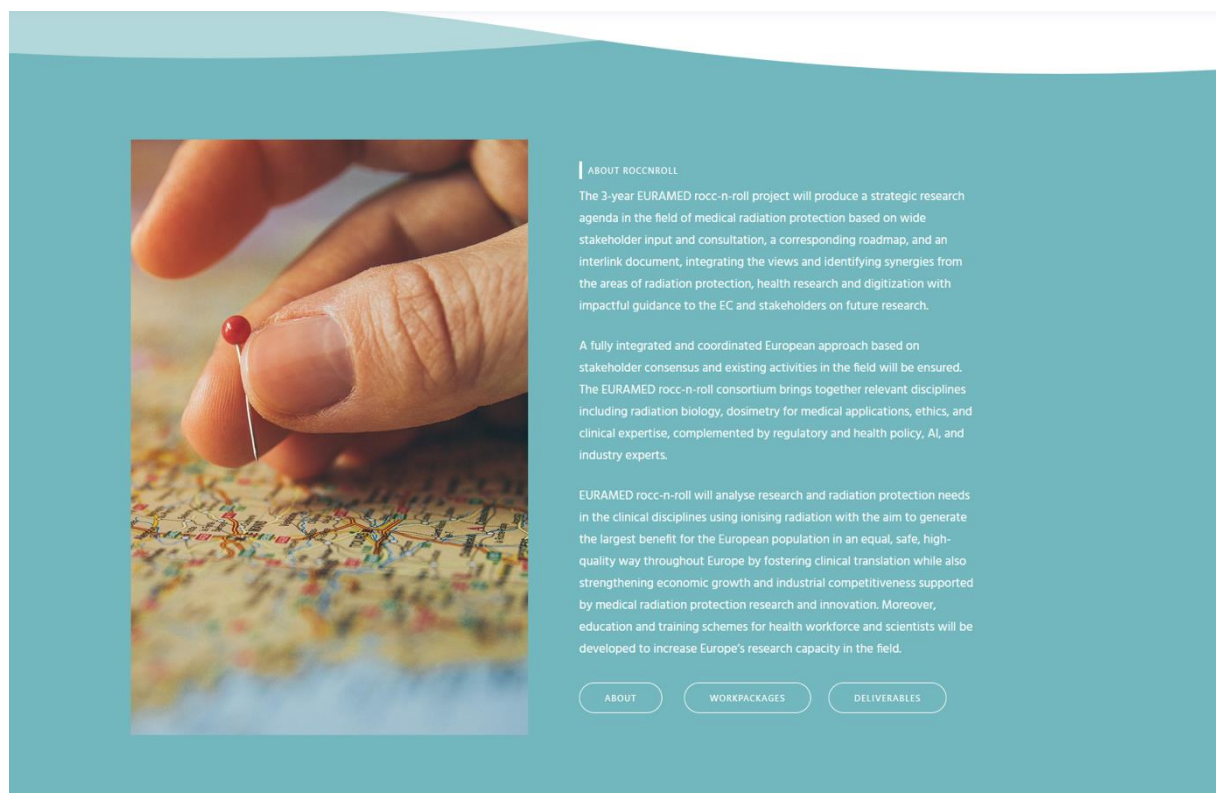 ABOUT ROCCNROLL
The 3-year EURAMED rocc-n-roll project will produce a strategic research
agenda in the field of medical radiation protection based on wide
stakeholder input and consultation, a corresponding roadmap, and an
interlink document, integrating the views and identifying synergies from
the areas of radiation protection, health research and digitization with
impactful guidance to the EC and stakeholders on future research.
A fully integrated and coordinated European approach based on
stakeholder consensus and existing activities in the field will be ensured.
The EURAMED rocc-n-roll consortium brings together relevant disciplines
including radiation biology, dosimetry for medical applications, ethics, and
clinical expertise, complemented by regulatory and health policy, AI, and
industry experts.
EURAMED rocc-n-roll will analyse research and radiation protection needs
in the clinical disciplines using ionising radiation with the aim to generate
the largest benefit for the European population in an equal, safe, high-
quality way throughout Europe by fostering clinical translation while also
strengthening economic growth and industrial competitiveness supported
by medical radiation protection research and innovation. Moreover,
education and training schemes for health workforce and scientists will be
developed to increase Europe's research capacity in the field.
ABOUT
WORKPACKAGES
DELIVERABLES